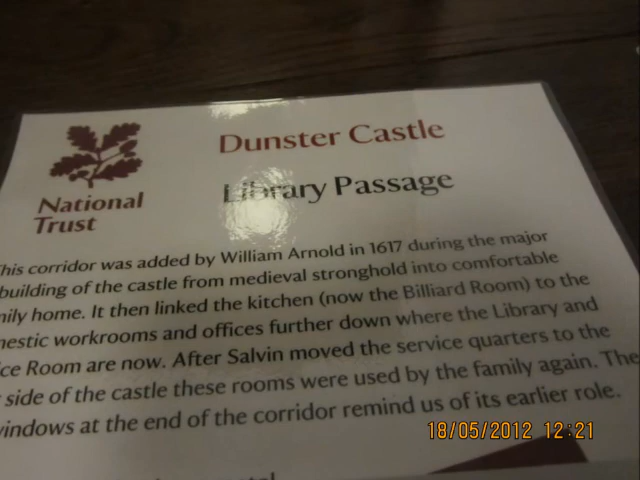 Dunster Castle
Library Passage
National
Trust
This corridor was added by William Arnold in 1617 during the major
building of the castle from medieval stronghold into comfortable
mily home. It then linked the kitchen (now the Billiard Room) to the
mestic workrooms and offices further down where the Library and
ice Room are now. After Salvin moved the service quarters to the
side of the castle these rooms were used by the family again. The
windows at the end of the corridor remind us of its earlier role.
18/05/2012 12:21